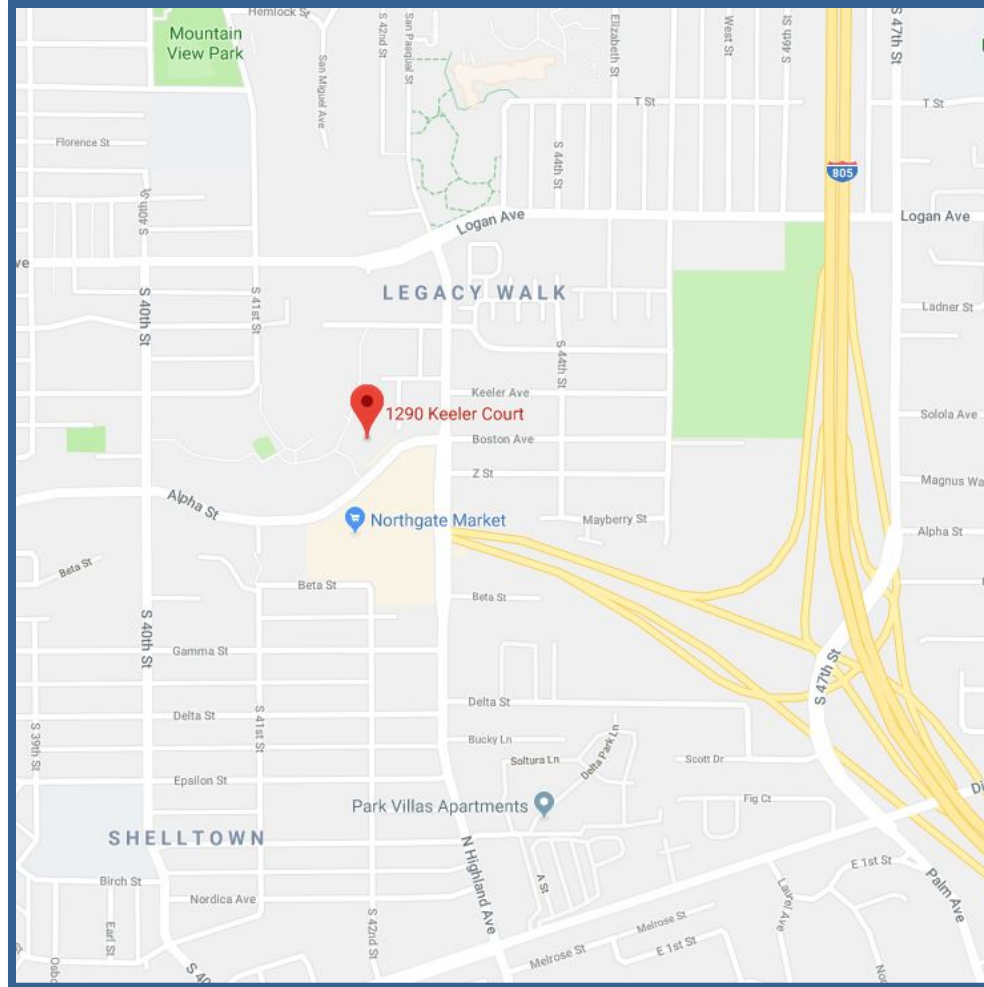 Hemlock St
Mountain
View Park
San Miguel Ave
S 42nd St
San Pasqual St
Elizabeth St
West St
S 46th St
S 47th St
T St
T St
Florence St
S 44th St
805
S 40th St
Logan Ave
Logan Ave
ve
LEGACY WALK
S 40th St
S 41st St
Ladner St
S 44th St
Keeler Ave
1290 Keeler Court
Solola Ave
Boston Ave
Z St
Magnus Wa
Alpha St
Northgate Market
Mayberry St
Alpha St
Beta St
Beta St
Beta St
S 40th St
Gamma St
S 47th St
Delta St
Delta St
S 39th St
S 41st St
Bucky Ln
Delta Park Ln
Soltura Ln
Scott Dr
Epsilon St
Park Villas Apartments
Fig Ct
Di
SHELLTOWN
N Highland Ave
E 1st St
Birch St
A St
Laurel Ave
Palm Ave
Nordica Ave
Earl St
S 42nd St
Melrose St
Melrose St
E 1st St
Osbo
S 40
Nor